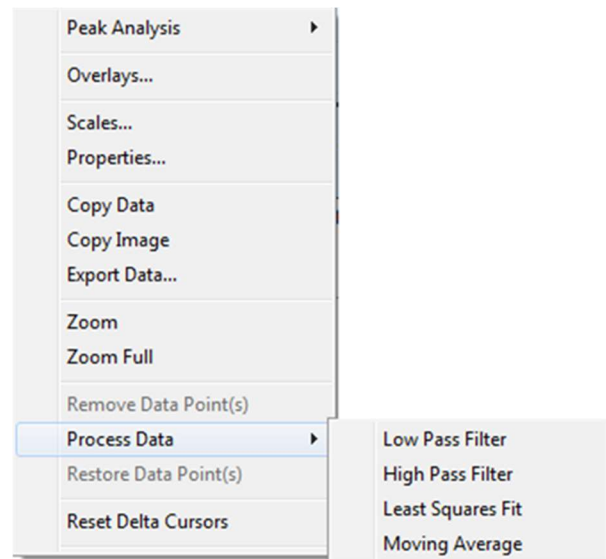 Peak Analysis
Overlays...
Scales...
Properties...
Copy Data
Copy Image
Export Data...
Zoom
Zoom Full
Remove Data Point(s)
Process Data
Restore Data Point(s)
Reset Delta Cursors
Low Pass Filter
High Pass Filter
Least Squares Fit
Moving Average